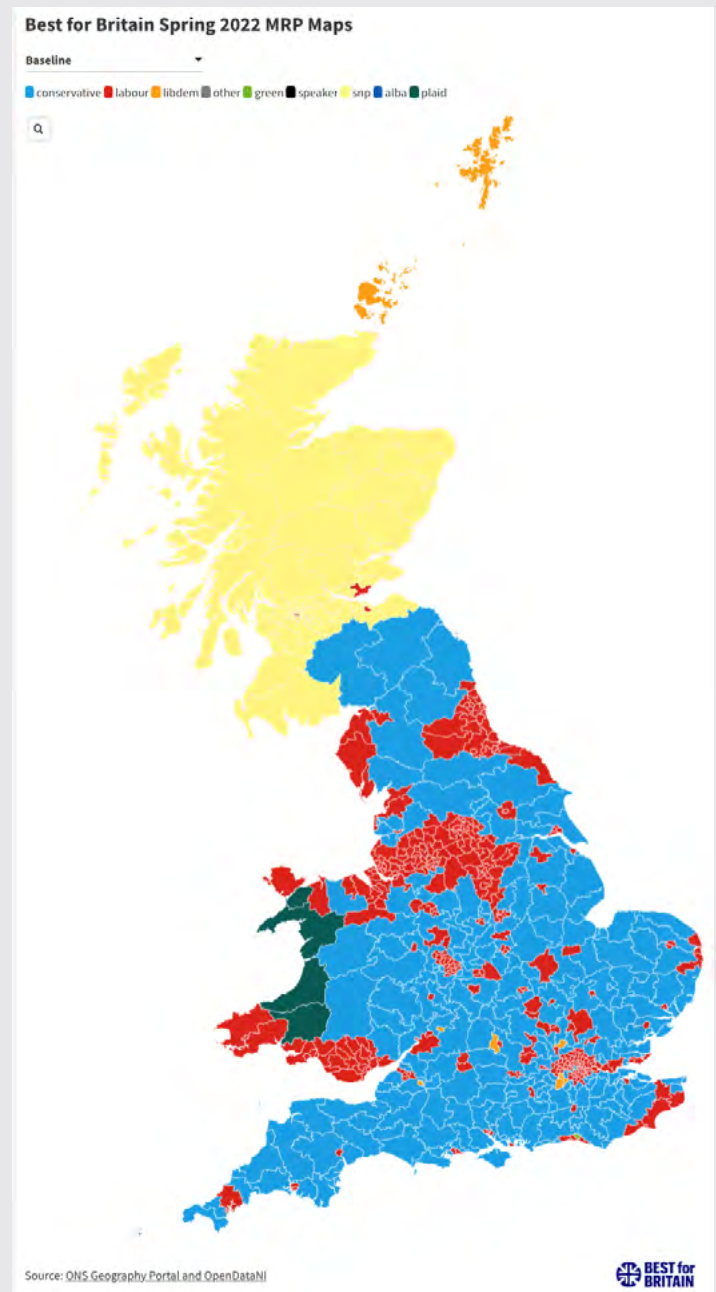 Best for Britain Spring 2022 MRP Maps
Baseline
conservative labour libdem other green speaker snp alba plaid
Source: ONS Geography Portal and OpenDataNI
BEST for
BRITAIN